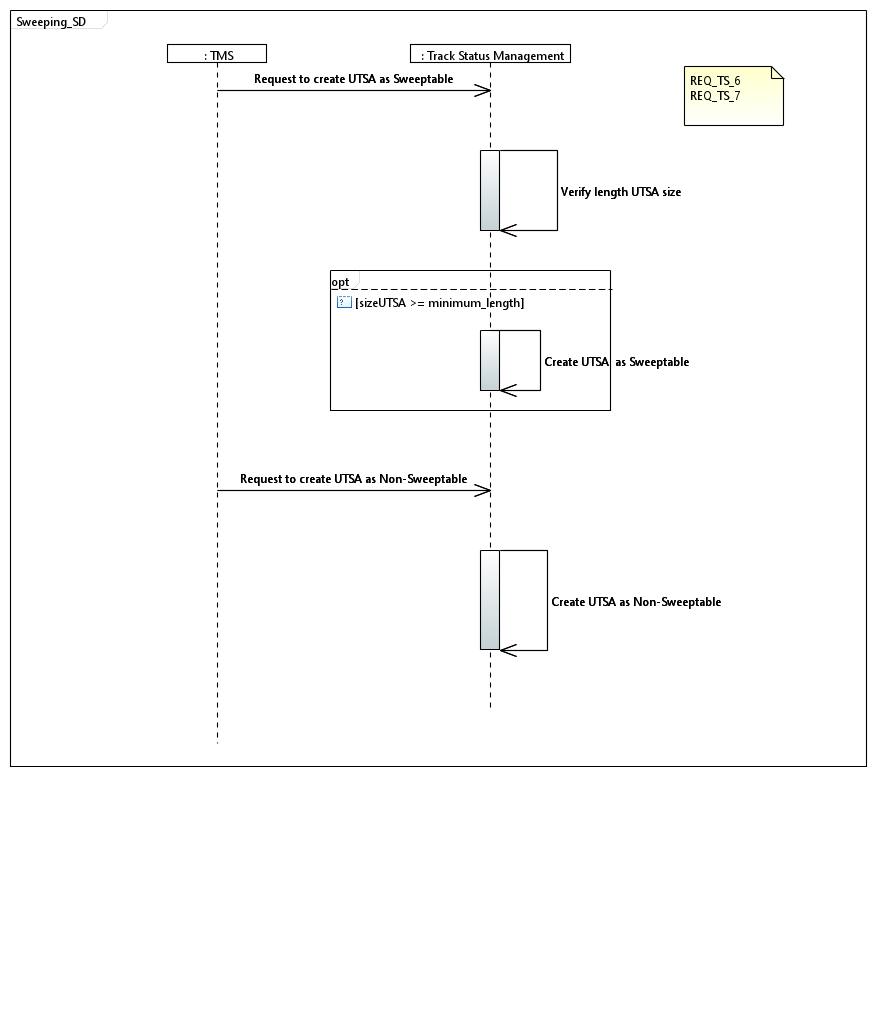 Sweeping_SD
: TMS
: Track Status Management
Request to create UTSA as Sweeptable
REQ_TS_6
REQ_TS_7
Verify length UTSA size
opt
? [sizeUTSA >= minimum_length]
Create UTSA as Sweeptable
Request to create UTSA as Non-Sweeptable
Create UTSA as Non-Sweeptable